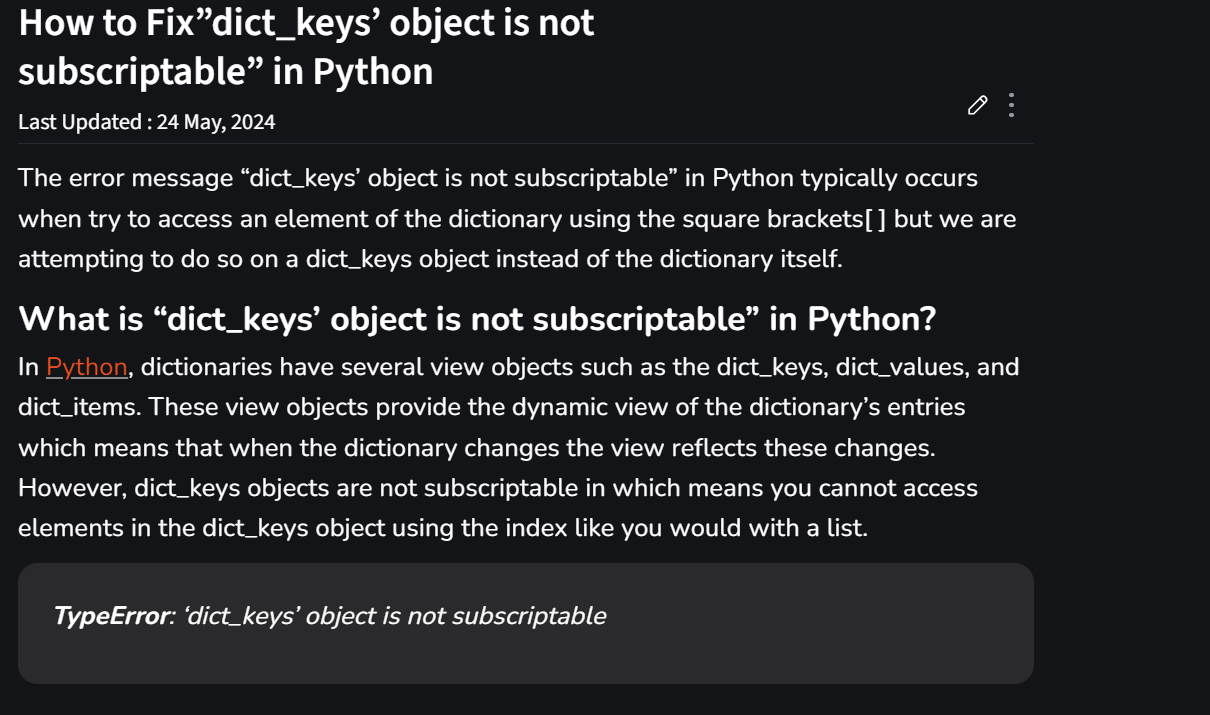 How to Fix”dict_keys’ object is not
subscriptable” in Python
Last Updated : 24 May, 2024
The error message “dict_keys’ object is not subscriptable” in Python typically occurs
when try to access an element of the dictionary using the square brackets[ ] but we are
attempting to do so on a dict_keys object instead of the dictionary itself.
What is “dict_keys’ object is not subscriptable” in Python?
In Python, dictionaries have several view objects such as the dict_keys, dict_values, and
dict_items. These view objects provide the dynamic view of the dictionary’s entries
which means that when the dictionary changes the view reflects these changes.
However, dict_keys objects are not subscriptable in which means you cannot access
elements in the dict_keys object using the index like you would with a list.
TypeError: ‘dict_keys’ object is not subscriptable